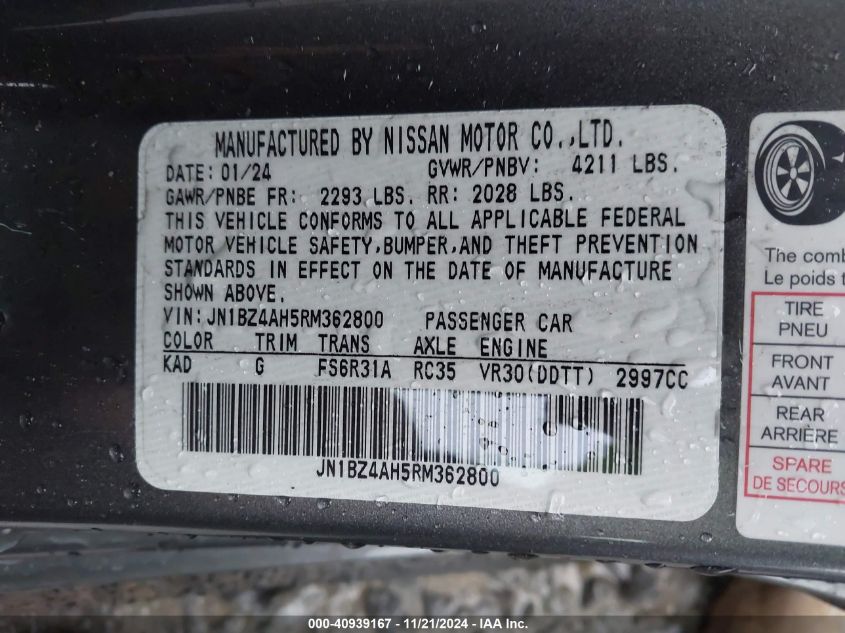 MANUFACTURED BY NISSAN MOTOR CO.,LTD.
DATE: 01/24 GVWR/PNBV: 4211 LBS.
GAWR/PNBE FR: 2293 LBS. RR: 2028 LBS.
THIS VEHICLE CONFORMS TO ALL APPLICABLE FEDERAL
MOTOR VEHICLE SAFETY,BUMPER,AND THEFT PREVENTION
STANDARDS IN EFFECT ON THE DATE OF MANUFACTURE
SHOWN ABOVE.
VIN: JN1BZ4AH5RM362800 PASSENGER CAR
COLOR TRIM TRANS AXLE ENGINE
KAD G FS6R31A RC35 VR30(DDTT) 2997CC
JN1BZ4AH5RM362800
The comb
Le poids t
TIRE
PNEU
FRONT
AVANT
REAR
ARRIÈRE
SPARE
DE SECOURS
000-40939167 - 11/21/2024 - IAA Inc.